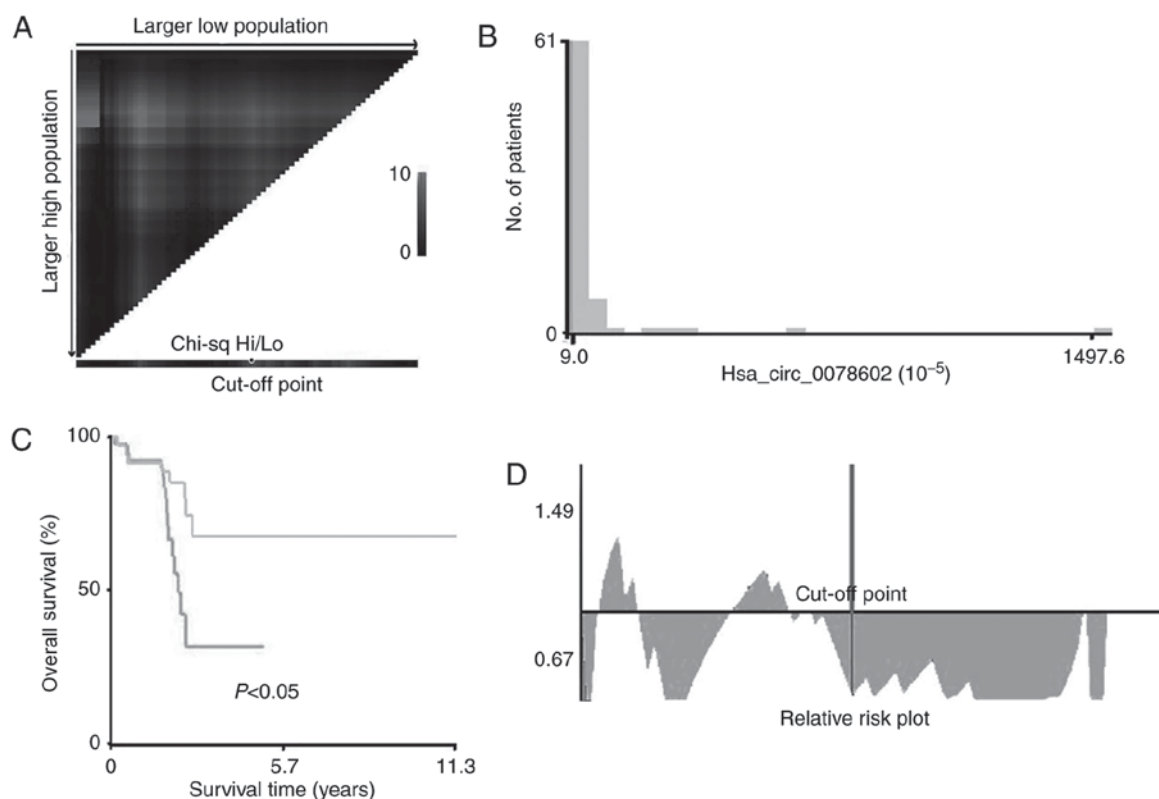 A
Larger low population
Larger high population
10
0
Chi-sq Hi/Lo
Cut-off point
B
61
No. of patients
0
9.0
1497.6
Hsa_circ_0078602 (10⁻⁵)
C
100
Overall survival (%)
50
P<0.05
0
0
5.7
11.3
Survival time (years)
D
1.49
Cut-off point
0.67
Relative risk plot